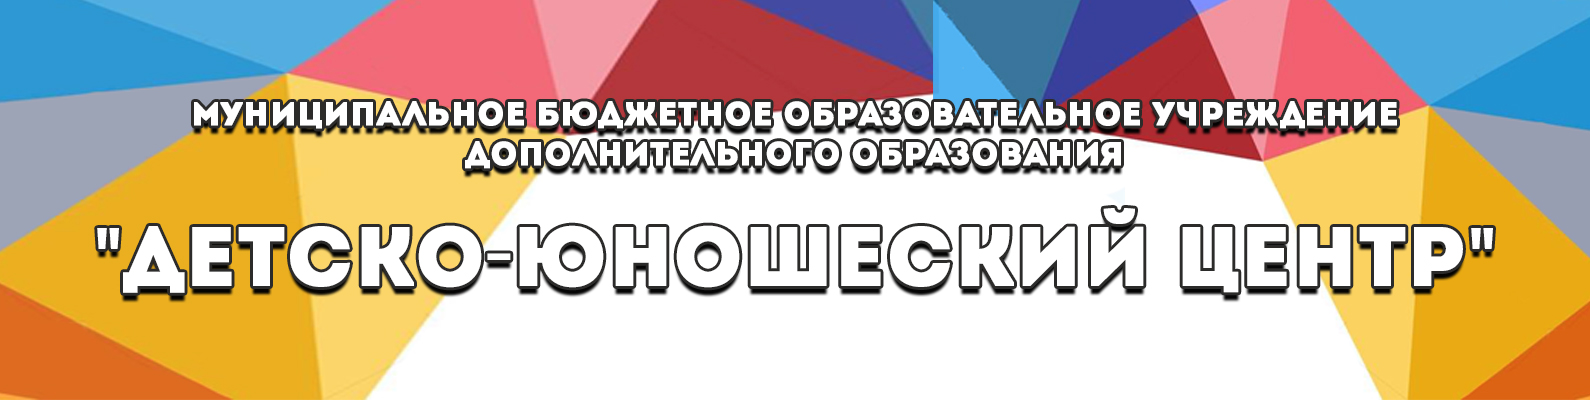 МУНИЦИПАЛЬНОЕ БЮДЖЕТНОЕ ОБРАЗОВАТЕЛЬНОЕ УЧРЕЖДЕНИЕ
ДОПОЛНИТЕЛЬНОГО ОБРАЗОВАНИЯ
"ДЕТСКО-ЮНОШЕСКИЙ ЦЕНТР"